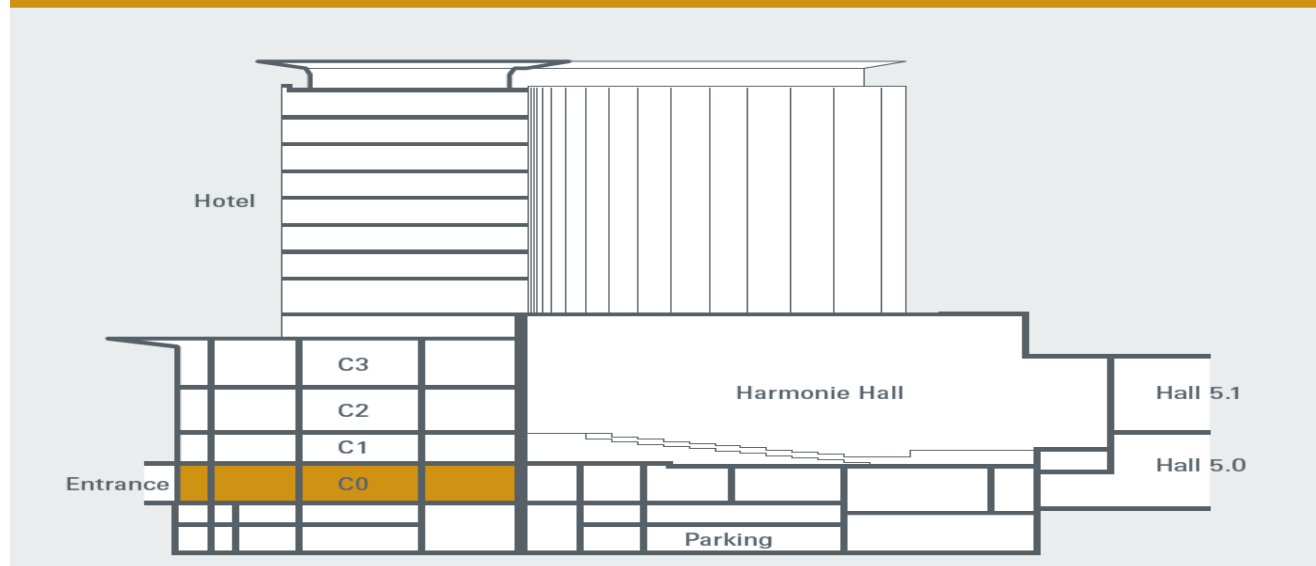 Hotel
C3
C2
C1
C0
Entrance
Harmonie Hall
Hall 5.1
Hall 5.0
Parking